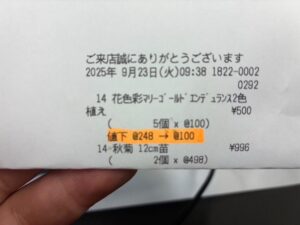 ご来店誠にありがとうございます
2025年 9月23日(火)09:38 1822-0002
0292
14 花色彩マリーゴールドエンデュランス2色
植え ¥500
( 5個 x @100)
値下 @248 → @100
14 秋菊 12cm苗 ¥996
( 2個 x @498)